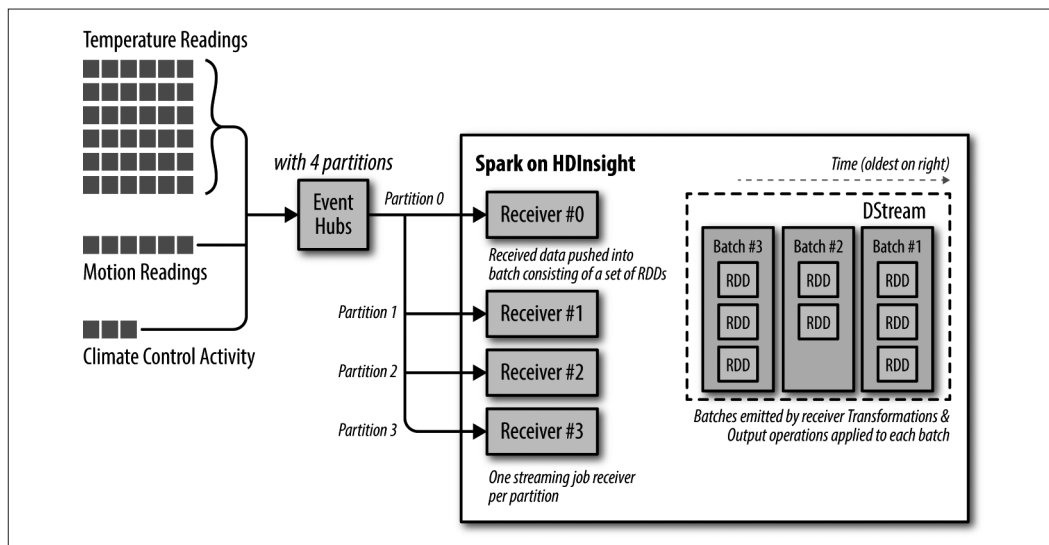 Temperature Readings
Motion Readings
Climate Control Activity
with 4 partitions
Event
Hubs
Partition 0
Partition 1
Partition 2
Partition 3
Spark on HDInsight
Receiver #0
Received data pushed into
batch consisting of a set of RDDs
Receiver #1
Receiver #2
Receiver #3
One streaming job receiver
per partition
Time (oldest on right)
DStream
Batch #3
RDD
RDD
RDD
Batch #2
RDD
RDD
Batch #1
RDD
RDD
RDD
Batches emitted by receiver Transformations &
Output operations applied to each batch